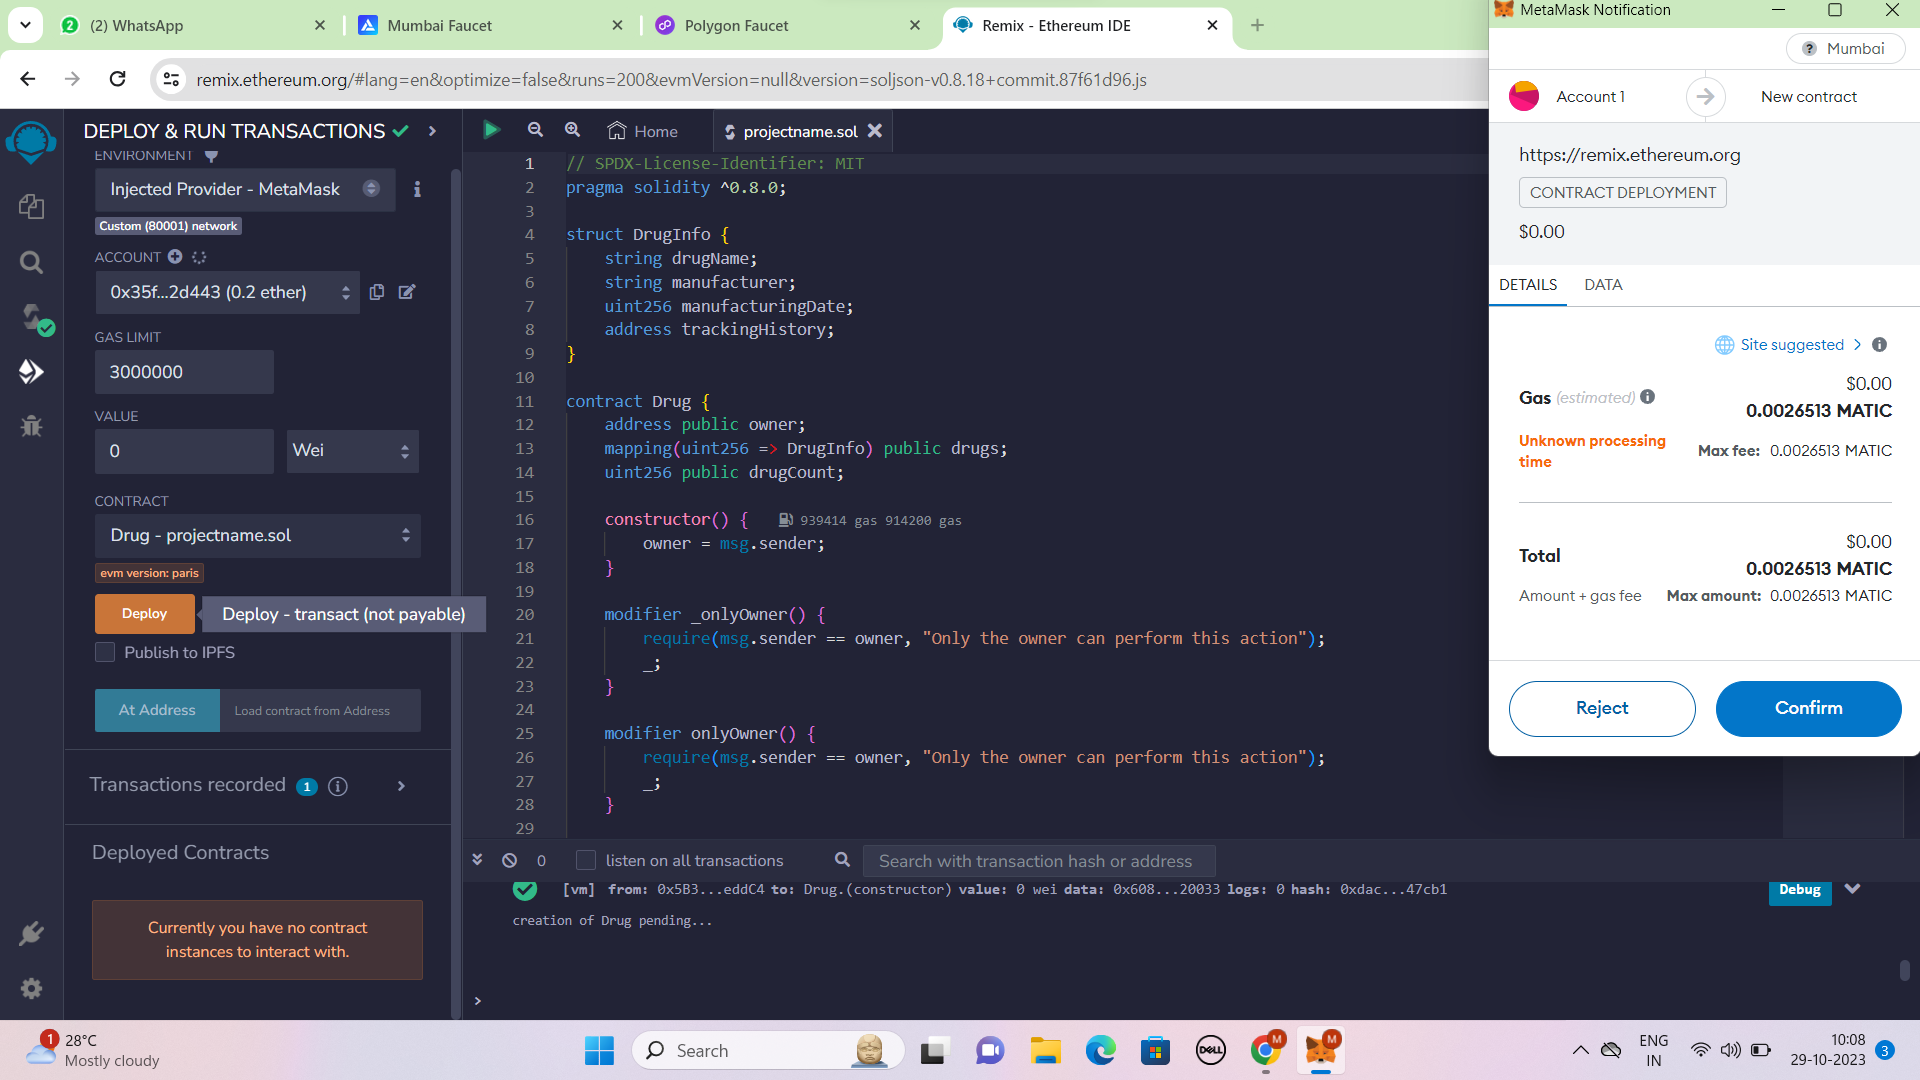 2
(2) WhatsApp
Mumbai Faucet
Polygon Faucet
Remix - Ethereum IDE
remix.ethereum.org/#lang=en&optimize=false&runs=200&evmVersion=null&version=soljson-v0.8.18+commit.87f61d96.js
DEPLOY & RUN TRANSACTIONS
ENVIRONMENT
Injected Provider - MetaMask
Custom (80001) network
ACCOUNT
0x35f...2d443 (0.2 ether)
GAS LIMIT
3000000
VALUE
0
Wei
CONTRACT
Drug - projectname.sol
evm version: paris
Deploy
Deploy - transact (not payable)
Publish to IPFS
At Address
Load contract from Address
Transactions recorded 1
Deployed Contracts
Currently you have no contract
instances to interact with.
Home
projectname.sol
1 // SPDX-License-Identifier: MIT
2 pragma solidity ^0.8.0;
3
4 struct DrugInfo {
5 string drugName;
6 string manufacturer;
7 uint256 manufacturingDate;
8 address trackingHistory;
9 }
10
11 contract Drug {
12 address public owner;
13 mapping(uint256 => DrugInfo) public drugs;
14 uint256 public drugCount;
15
16 constructor() { 939414 gas 914200 gas
17 owner = msg.sender;
18 }
19
20 modifier _onlyOwner() {
21 require(msg.sender == owner, "Only the owner can perform this action");
22 _;
23 }
24
25 modifier onlyOwner() {
26 require(msg.sender == owner, "Only the owner can perform this action");
27 _;
28 }
29
0
listen on all transactions
Search with transaction hash or address
[vm] from: 0x5B3...eddC4 to: Drug.(constructor) value: 0 wei data: 0x608...20033 logs: 0 hash: 0xdac...47cb1
Debug
creation of Drug pending...
>
MetaMask Notification
Mumbai
Account 1
New contract
https://remix.ethereum.org
CONTRACT DEPLOYMENT
$0.00
DETAILS
DATA
Site suggested
$0.00
Gas (estimated)
0.0026513 MATIC
Unknown processing
time
Max fee: 0.0026513 MATIC
$0.00
Total
0.0026513 MATIC
Amount + gas fee
Max amount: 0.0026513 MATIC
Reject
Confirm
1
28°C
Mostly cloudy
Search
DELL
M
M
ENG
IN
10:08
29-10-2023
3